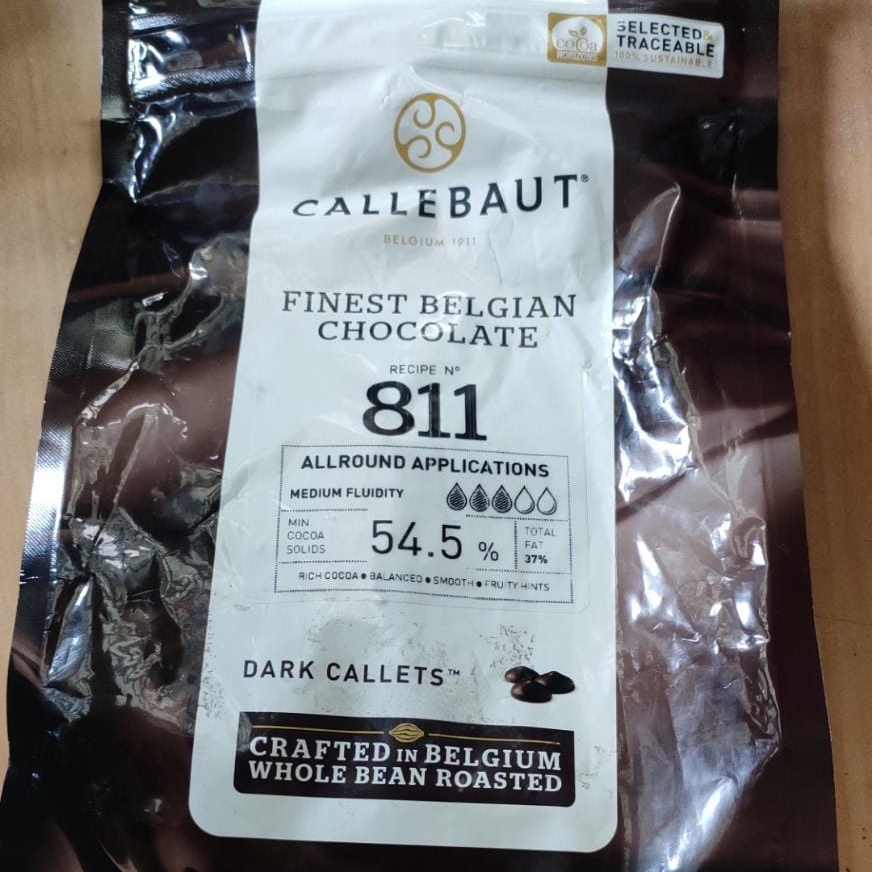 cocoa
HORIZONS
SELECTED &
TRACEABLE
100% SUSTAINABLE
CALLEBAUT®
BELGIUM 1911
FINEST BELGIAN
CHOCOLATE
RECIPE Nº
811
ALLROUND APPLICATIONS
MEDIUM FLUIDITY
MIN
COCOA
SOLIDS
54.5 %
TOTAL
FAT
37%
RICH COCOA • BALANCED • SMOOTH • FRUITY HINTS
DARK CALLETS™
CRAFTED IN BELGIUM
WHOLE BEAN ROASTED